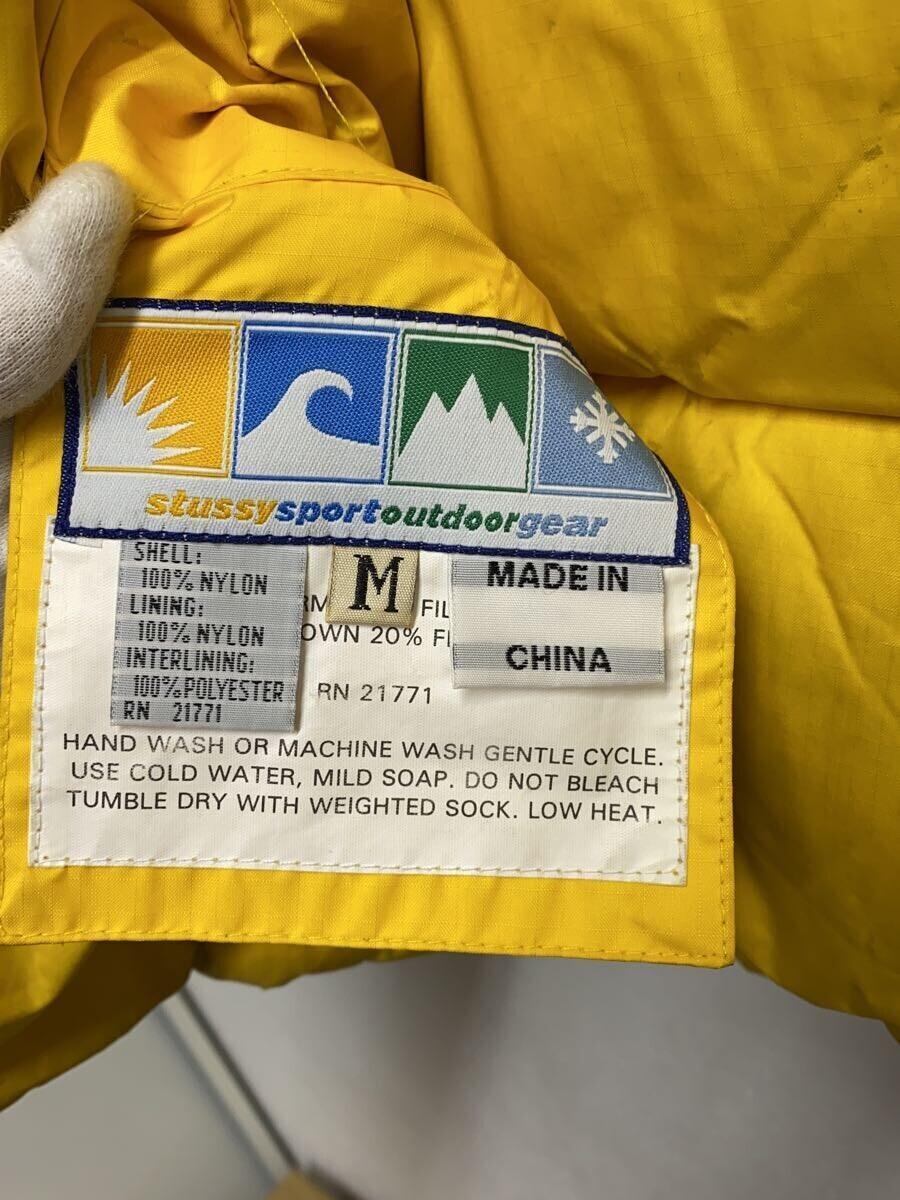 stussysportoutdoorgear
SHELL:
100% NYLON
LINING:
100% NYLON
INTERLINING:
100% POLYESTER
RN 21771
M
MADE IN
CHINA
20%
RN 21771
HAND WASH OR MACHINE WASH GENTLE CYCLE.
USE COLD WATER, MILD SOAP. DO NOT BLEACH
TUMBLE DRY WITH WEIGHTED SOCK. LOW HEAT.